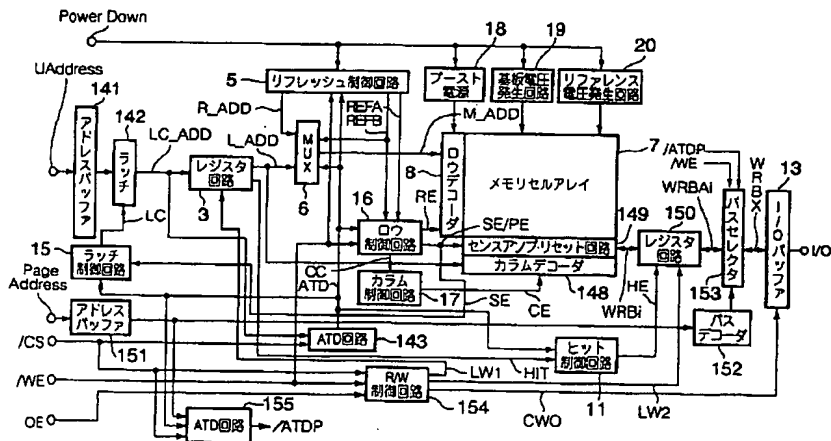 Power Down
UAddress
141
142
アドレスバッファ
ラッチ
LC_ADD
LC
15
ラッチ制御回路
Page Address
アドレスバッファ
151
/CS
/WE
OE
155
ATD回路
/ATDP
5
リフレッシュ制御回路
R_ADD
REFA
REFB
L_ADD
レジスタ回路
3
MUX
6
M_ADD
16
ロウ制御回路
RE
CC
ATD
カラム制御回路
17
SE
CE
ATD回路
143
LW1
HIT
R/W制御回路
154
18
ブースト電源
19
基板電圧発生回路
20
リファレンス電圧発生回路
8
ロウデコーダ
メモリセルアレイ
7
SE/PE
センスアンプ・リセット回路
149
カラムデコーダ
148
WRBi
150
レジスタ回路
HE
ヒット制御回路
11
LW2
CWO
/ATDP
/WE
WRBAi
バスセレクタ
153
WRBXi
13
I/Oバッファ
I/O
バスデコーダ
152